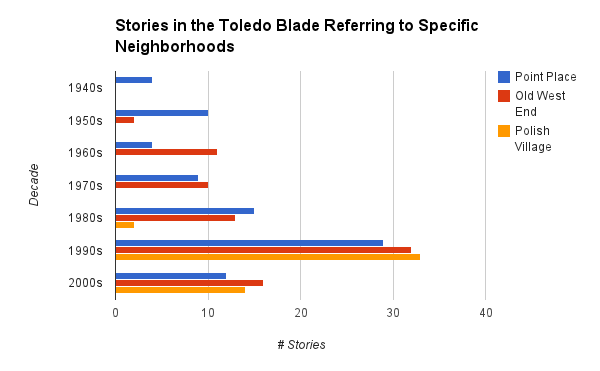 Stories in the Toledo Blade Referring to Specific
Neighborhoods
Point Place
Old West
End
Polish
Village
Decade
1940s
1950s
1960s
1970s
1980s
1990s
2000s
0
10
20
30
40
# Stories